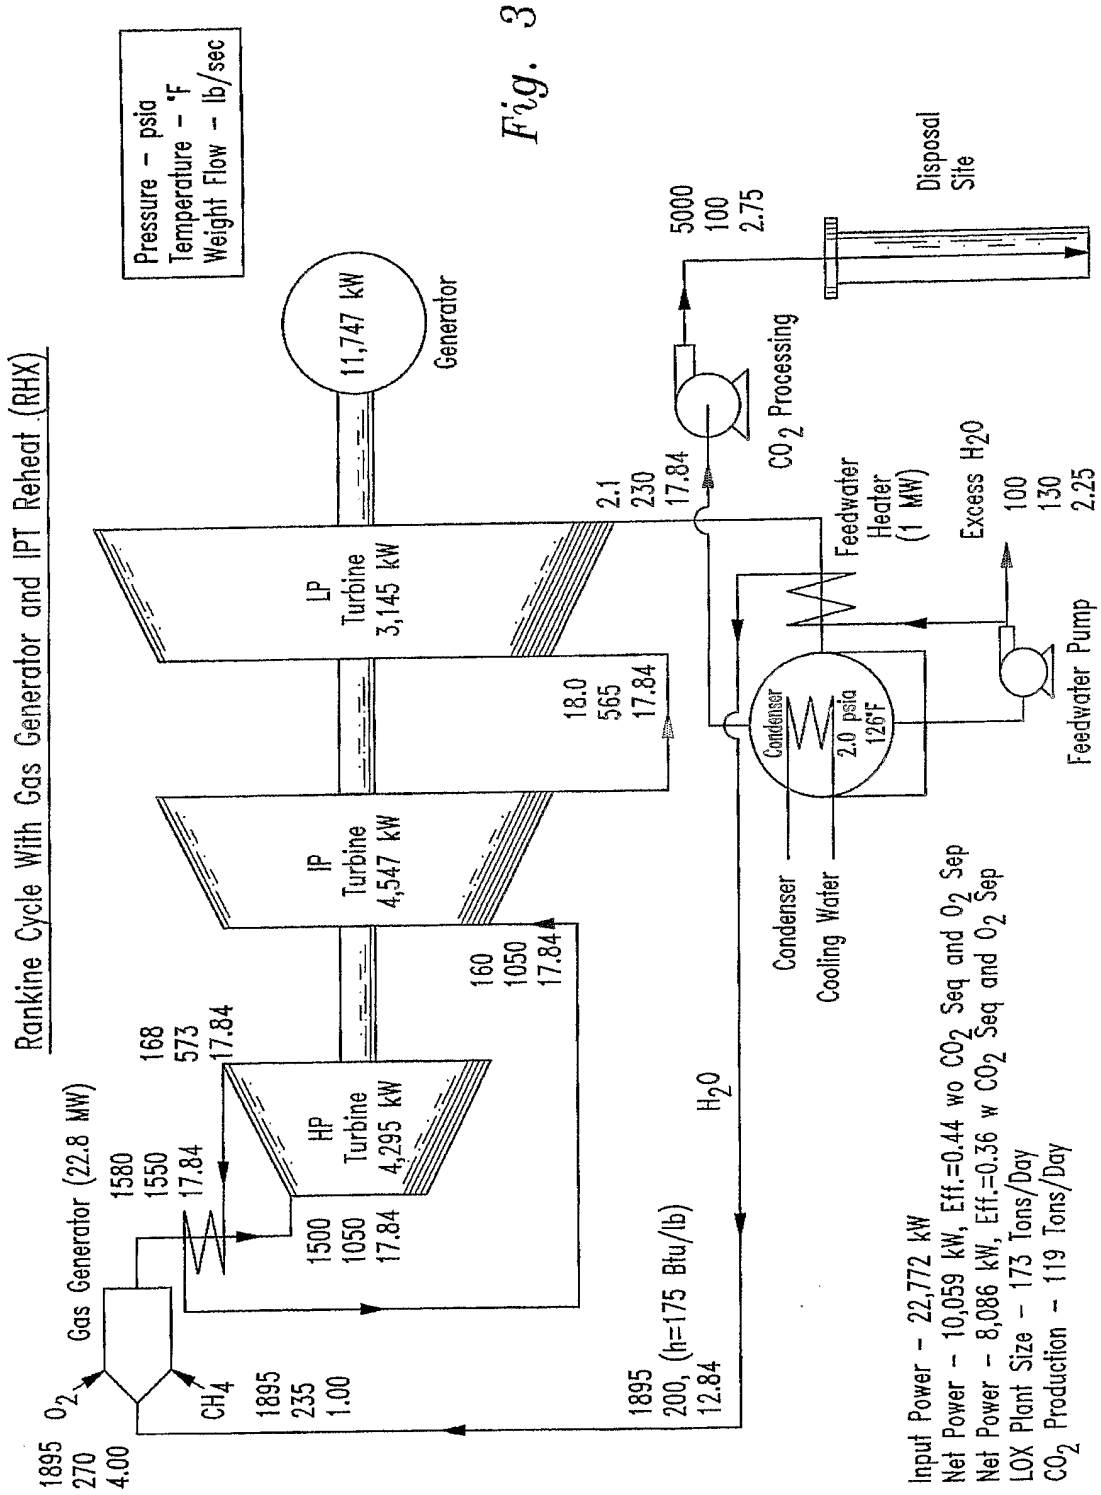 Rankine Cycle With Gas Generator and IPT Reheat (RHX)
Pressure – psia
Temperature – °F
Weight Flow – lb/sec
Fig. 3
1895
270
4.00
O2
Gas Generator (22.8 MW)
CH4
1895
235
1.00
1580
1550
17.84
168
573
17.84
1500
1050
17.84
HP
Turbine
4,295 kW
160
1050
17.84
IP
Turbine
4,547 kW
18.0
565
17.84
LP
Turbine
3,145 kW
11,747 kW
Generator
2.1
230
17.84
1895
200, (h=175 Btu/lb)
12.84
H2O
Condenser
2.0 psia
126°F
Condenser
Cooling Water
Feedwater
Heater
(1 MW)
CO2 Processing
5000
100
2.75
Disposal
Site
Excess H2O
100
130
2.25
Feedwater Pump
Input Power – 22,772 kW
Net Power – 10,059 kW, Eff.=0.44 wo CO2 Seq and O2 Sep
Net Power – 8,086 kW, Eff.=0.36 w CO2 Seq and O2 Sep
LOX Plant Size – 173 Tons/Day
CO2 Production – 119 Tons/Day